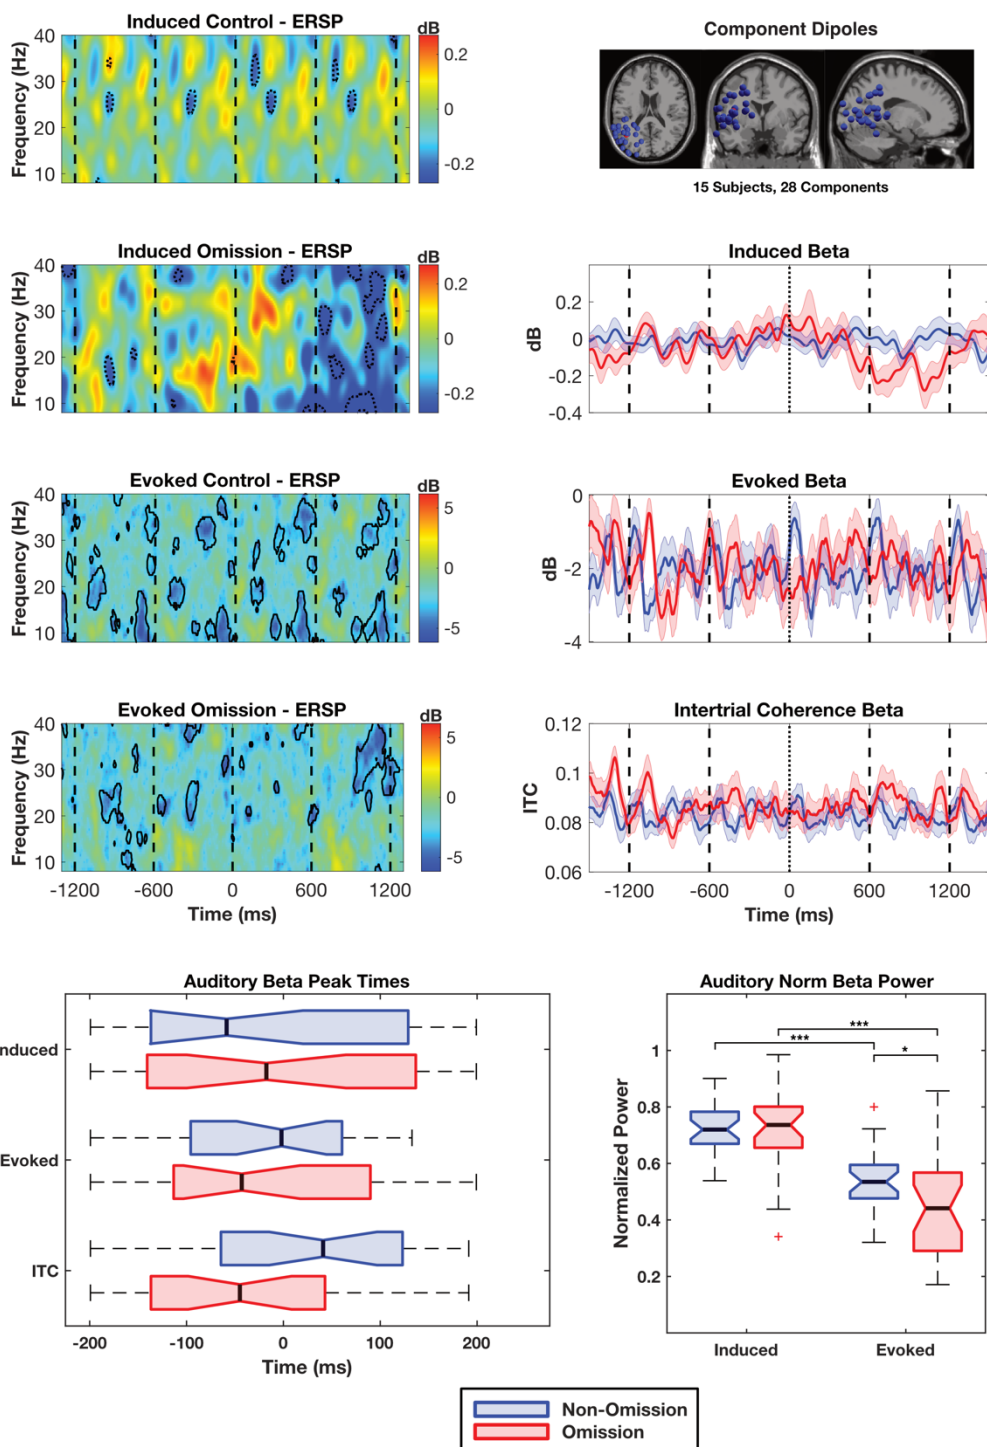 Induced Control - ERSP
dB
Frequency (Hz)
40
30
20
10
0.2
0
-0.2
Component Dipoles
15 Subjects, 28 Components
Induced Omission - ERSP
dB
Frequency (Hz)
40
30
20
10
0.2
0
-0.2
Induced Beta
dB
0.2
0
-0.2
-0.4
Evoked Control - ERSP
dB
Frequency (Hz)
40
30
20
10
5
0
-5
Evoked Beta
dB
0
-2
-4
Evoked Omission - ERSP
dB
Frequency (Hz)
40
30
20
10
5
0
-5
-1200 -600 0 600 1200
Time (ms)
Intertrial Coherence Beta
ITC
0.12
0.1
0.08
0.06
-1200 -600 0 600 1200
Time (ms)
Auditory Beta Peak Times
nduced
Evoked
ITC
-200 -100 0 100 200
Time (ms)
Auditory Norm Beta Power
Normalized Power
1
0.8
0.6
0.4
0.2
***
***
*
Induced Evoked
Non-Omission
Omission